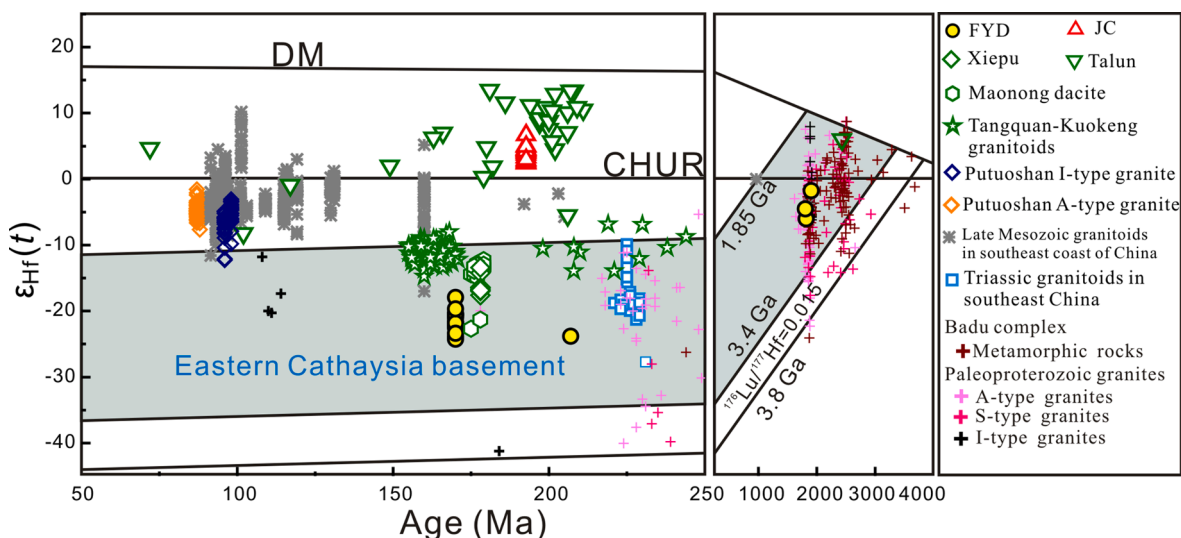 20
10
0
-10
-20
-30
-40
εHf(t)
DM
CHUR
Eastern Cathaysia basement
50
100
150
200
250
Age (Ma)
1.85 Ga
3.4 Ga
176Lu/177Hf=0.015
3.8 Ga
0 1000 2000 3000 4000
FYD
JC
Xiepu
Talun
Maonong dacite
Tangquan-Kuokeng
granitoids
Putuoshan I-type granite
Putuoshan A-type granite
Late Mesozoic granitoids
in southeast coast of China
Triassic granitoids in
southeast China
Badu complex
Metamorphic rocks
Paleoproterozoic granites
A-type granites
S-type granites
I-type granites